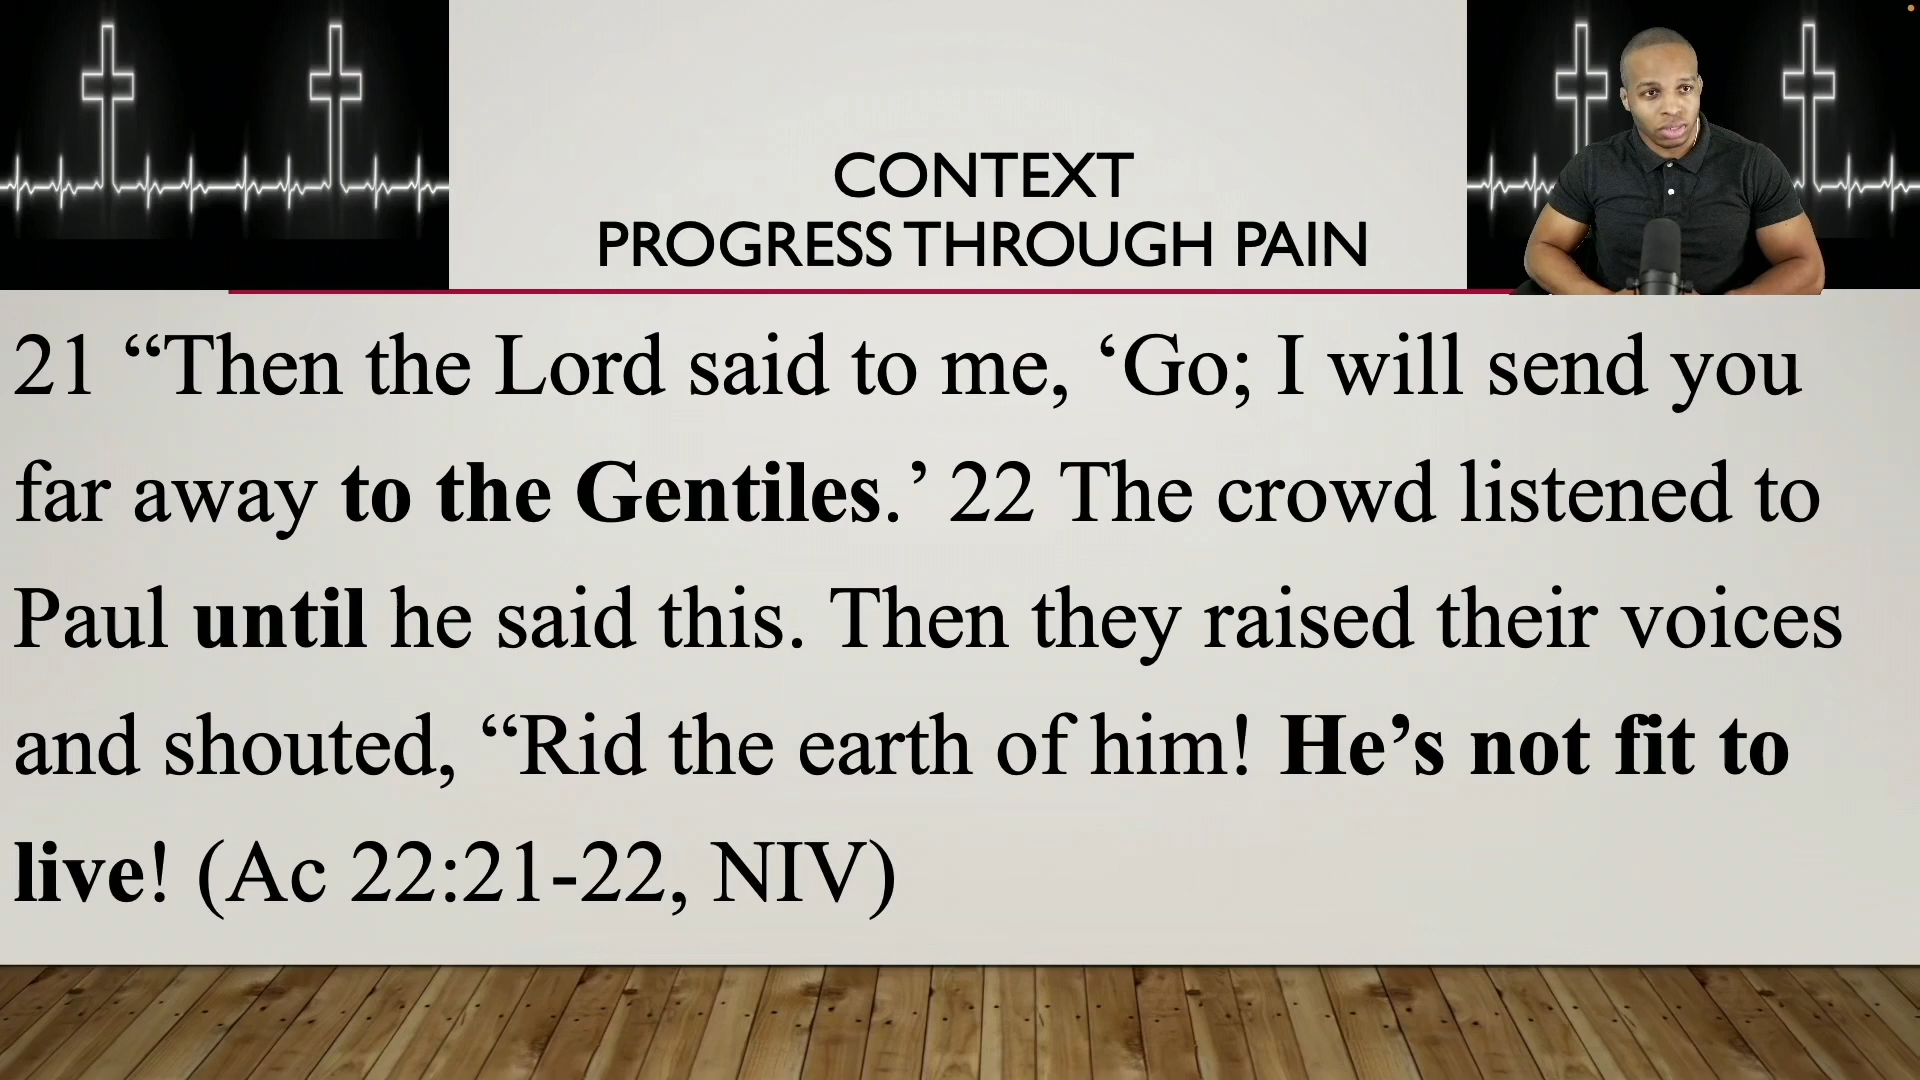 CONTEXT
PROGRESS THROUGH PAIN
21 “Then the Lord said to me, ‘Go; I will send you
far away to the Gentiles.’ 22 The crowd listened to
Paul until he said this. Then they raised their voices
and shouted, “Rid the earth of him! He’s not fit to
live! (Ac 22:21-22, NIV)